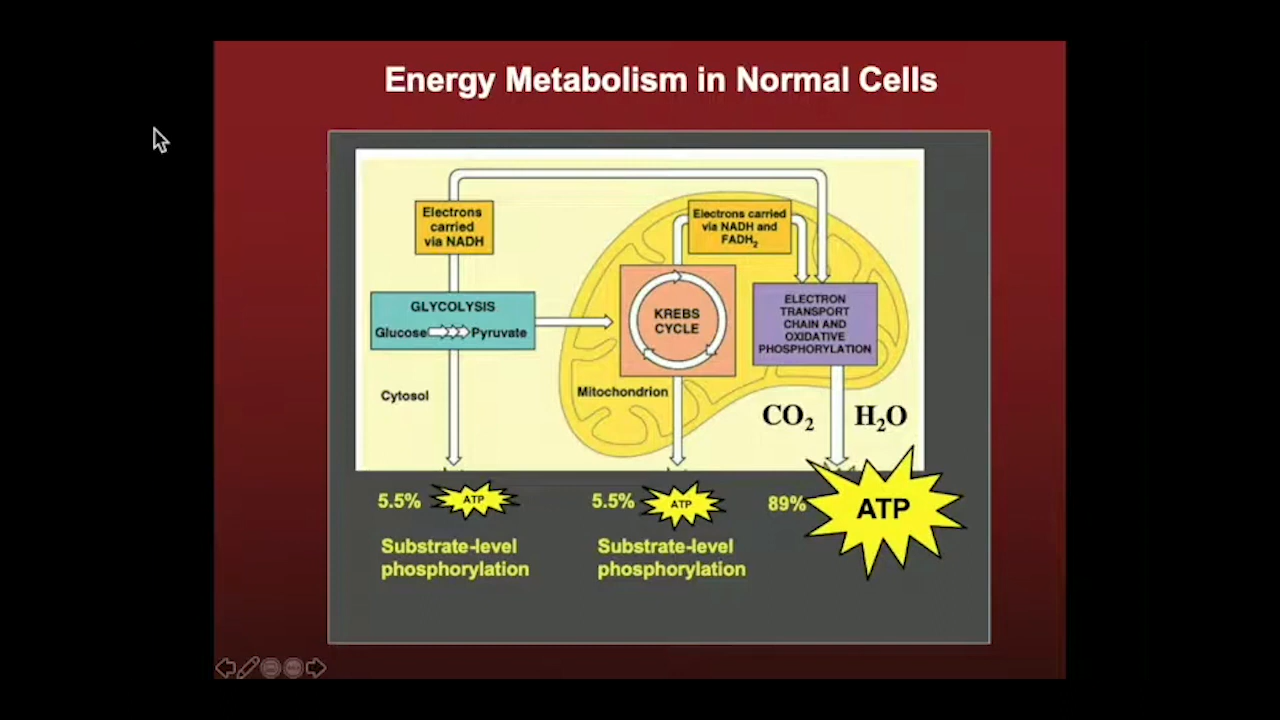 Energy Metabolism in Normal Cells
Electrons
carried
via NADH
Electrons carried
via NADH and
FADH₂
GLYCOLYSIS
Glucose Pyruvate
KREBS
CYCLE
ELECTRON
TRANSPORT
CHAIN AND
OXIDATIVE
PHOSPHORYLATION
Cytosol
Mitochondrion
CO₂ H₂O
5.5% ATP
5.5% ATP
89% ATP
Substrate-level
phosphorylation
Substrate-level
phosphorylation